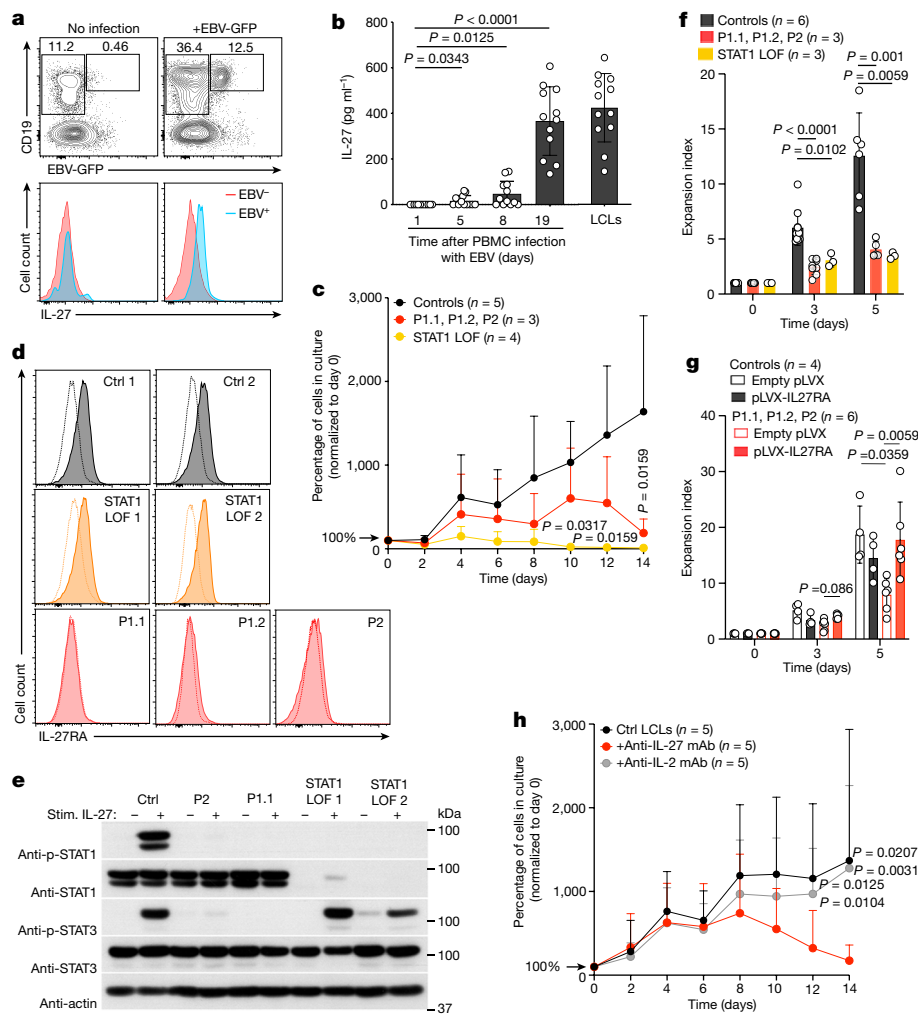 a
No infection
+EBV-GFP
11.2
0.46
36.4
12.5
CD19
EBV-GFP
EBV–
EBV+
Cell count
IL-27
b
P < 0.0001
P = 0.0125
P = 0.0343
IL-27 (pg ml–1)
600
400
200
0
1
5
8
19
LCLs
Time after PBMC infection
with EBV (days)
c
Controls (n = 5)
P1.1, P1.2, P2 (n = 3)
STAT1 LOF (n = 4)
Percentage of cells in culture
(normalized to day 0)
3,000
2,000
1,000
100%
0
P = 0.0159
P = 0.0317
P = 0.0159
0 2 4 6 8 10 12 14
Time (days)
d
Ctrl 1
Ctrl 2
STAT1
LOF 1
STAT1
LOF 2
P1.1
P1.2
P2
Cell count
IL-27RA
e
Ctrl
P2
P1.1
STAT1
LOF 1
STAT1
LOF 2
Stim. IL-27:
– + – + – + – + – +
kDa
Anti-p-STAT1
100
Anti-STAT1
100
Anti-p-STAT3
100
Anti-STAT3
100
Anti-actin
37
f
Controls (n = 6)
P1.1, P1.2, P2 (n = 3)
STAT1 LOF (n = 3)
P = 0.001
P = 0.0059
P < 0.0001
P = 0.0102
Expansion index
20
15
10
5
0
0 3 5
Time (days)
g
Controls (n = 4)
Empty pLVX
pLVX-IL27RA
P1.1, P1.2, P2 (n = 6)
Empty pLVX
pLVX-IL27RA
P = 0.0059
P =0.0359
P =0.086
Expansion index
40
30
20
10
0
0 3 5
Time (days)
h
Ctrl LCLs (n = 5)
+Anti-IL-27 mAb (n = 5)
+Anti-IL-2 mAb (n = 5)
Percentage of cells in culture
(normalized to day 0)
3,000
2,000
1,000
100%
0
P = 0.0207
P = 0.0031
P = 0.0125
P = 0.0104
0 2 4 6 8 10 12 14
Time (days)